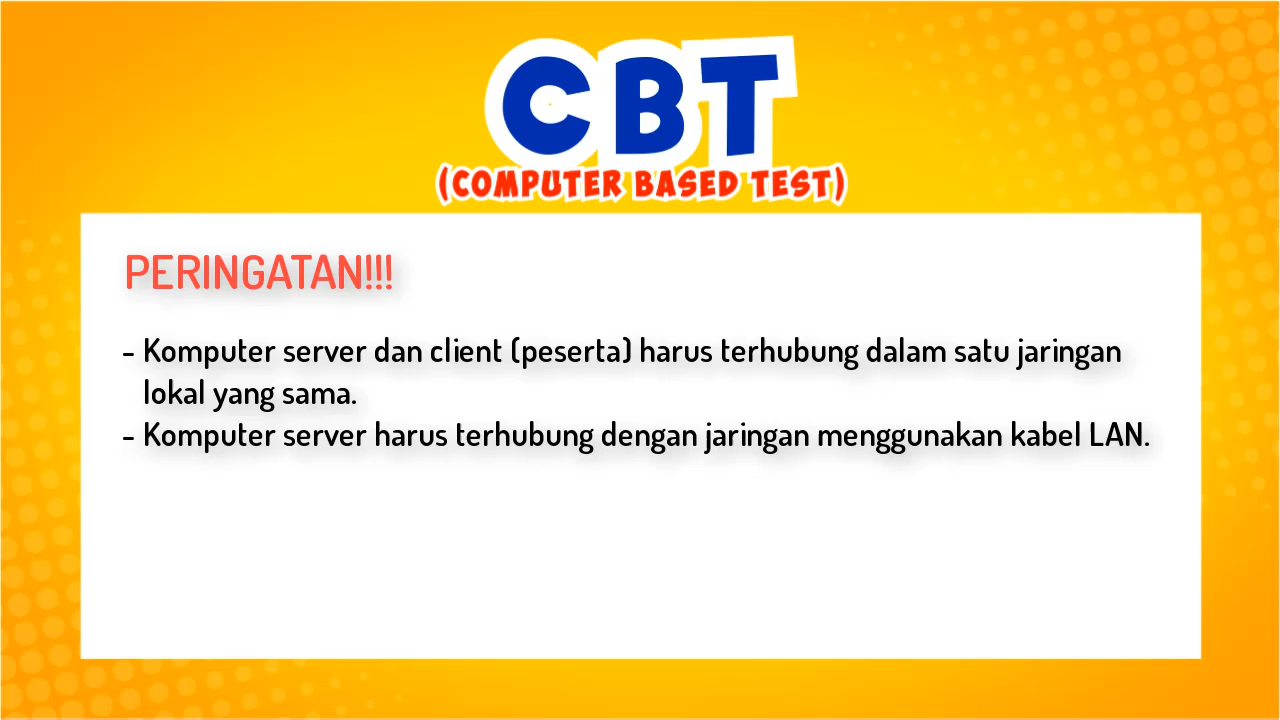 CBT
(COMPUTER BASED TEST)
PERINGATAN!!!
- Komputer server dan client (peserta) harus terhubung dalam satu jaringan
lokal yang sama.
- Komputer server harus terhubung dengan jaringan menggunakan kabel LAN.